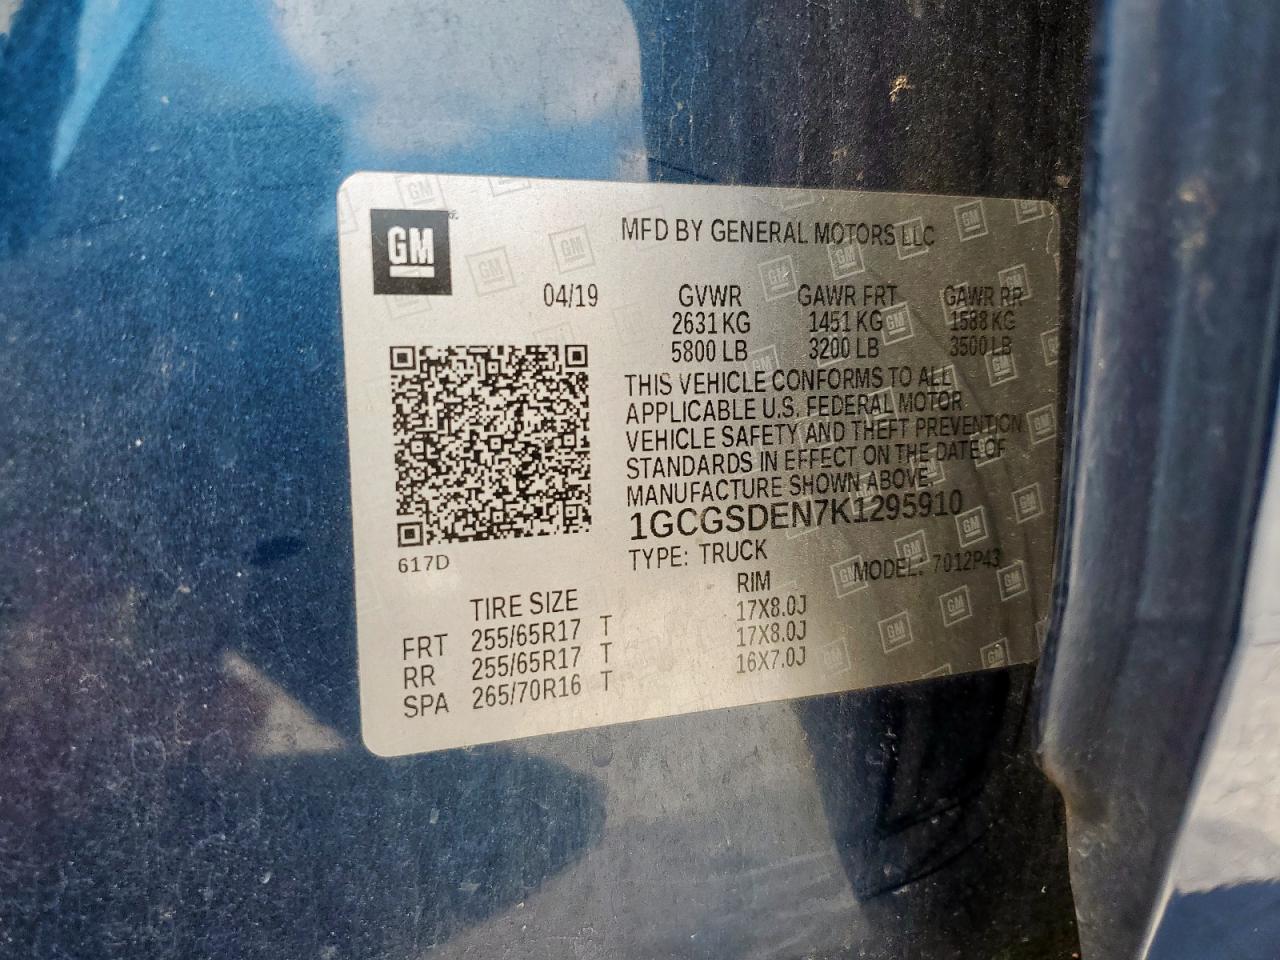 GM
MFD BY GENERAL MOTORS LLC
04/19 GVWR GAWR FRT GAWR RR
2631 KG 1451 KG 1588 KG
5800 LB 3200 LB 3500 LB
THIS VEHICLE CONFORMS TO ALL
APPLICABLE U.S. FEDERAL MOTOR
VEHICLE SAFETY AND THEFT PREVENTION
STANDARDS IN EFFECT ON THE DATE OF
MANUFACTURE SHOWN ABOVE.
1GCGSDEN7K1295910
617D
TYPE: TRUCK MODEL: 7012P43
TIRE SIZE RIM
FRT 255/65R17 T 17X8.0J
RR 255/65R17 T 17X8.0J
SPA 265/70R16 T 16X7.0J